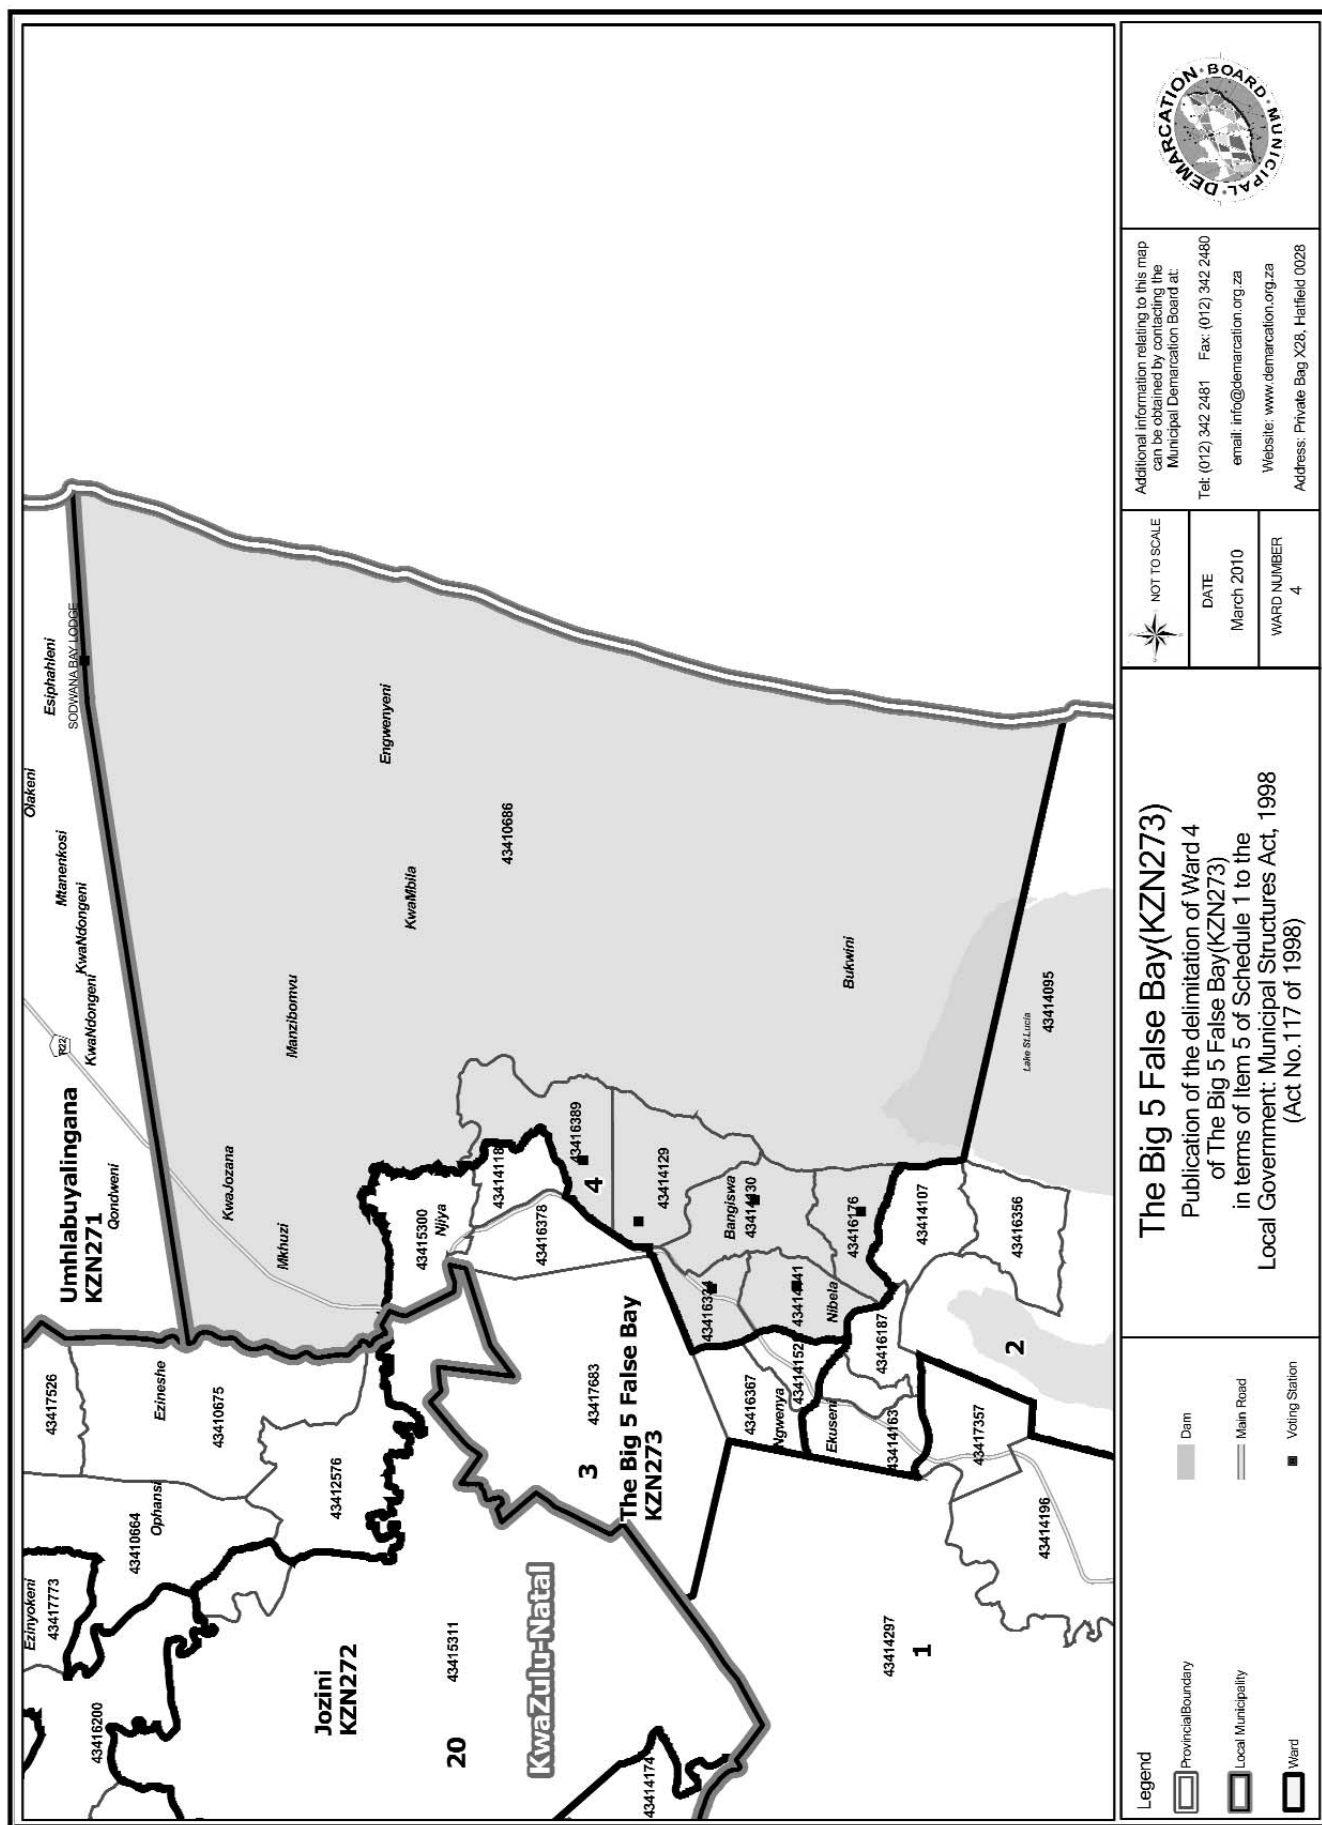 Esiphahleni
SODWANA BAY LODGE
Olakeni
Mtanenkosi
KwaNdongeni
KwaNdongeni
R22
Umhlabuyalingana
KZN271
Qondweni
Manzibomvu
KwaJozana
Mkhuzi
Engwenyeni
KwaMbila
43410686
Bukwini
Lake St.Lucia
43414095
43417526
Ezineshe
43410675
43412576
Ophansi
43410664
Ezinyokeni
43417773
43416200
Jozini
KZN272
20
43415311
KwaZulu-Natal
43414174
43415300
Njiya
43414118
43416378
43416389
4
43414129
Bangiswa
43416176
43416324
Nibela
43414107
43416356
43416187
2
43417683
3
The Big 5 False Bay
KZN273
43416367
Ngwenya
43414152
Ekuseni
43414163
43417357
43414196
43414297
1
Legend
ProvincialBoundary
Local Municipality
Ward
Dam
Main Road
Voting Station
The Big 5 False Bay(KZN273)
Publication of the delimitation of Ward 4
of The Big 5 False Bay(KZN273)
in terms of Item 5 of Schedule 1 to the
Local Government: Municipal Structures Act, 1998
(Act No.117 of 1998)
NOT TO SCALE
DATE
March 2010
WARD NUMBER
4
Additional information relating to this map
can be obtained by contacting the
Municipal Demarcation Board at:
Tel: (012) 342 2481 Fax: (012) 342 2480
email: info@demarcation.org.za
Website: www.demarcation.org.za
Address: Private Bag X28, Hatfield 0028
MUNICIPAL DEMARCATION BOARD